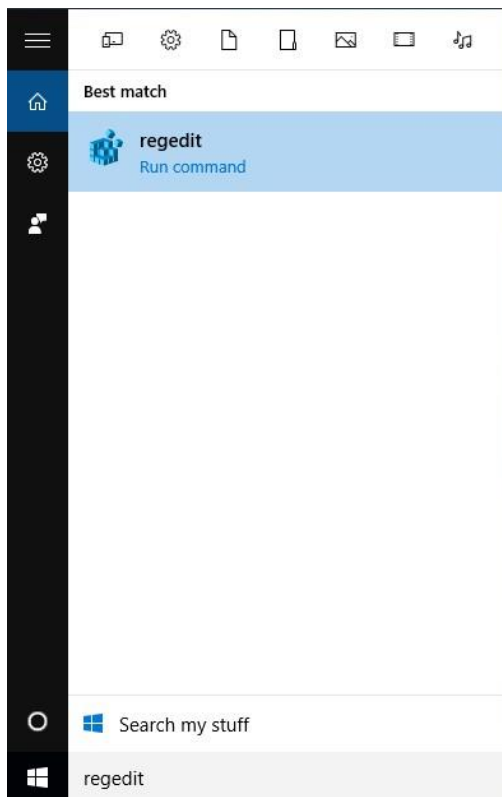 Best match
regedit
Run command
Search my stuff
regedit